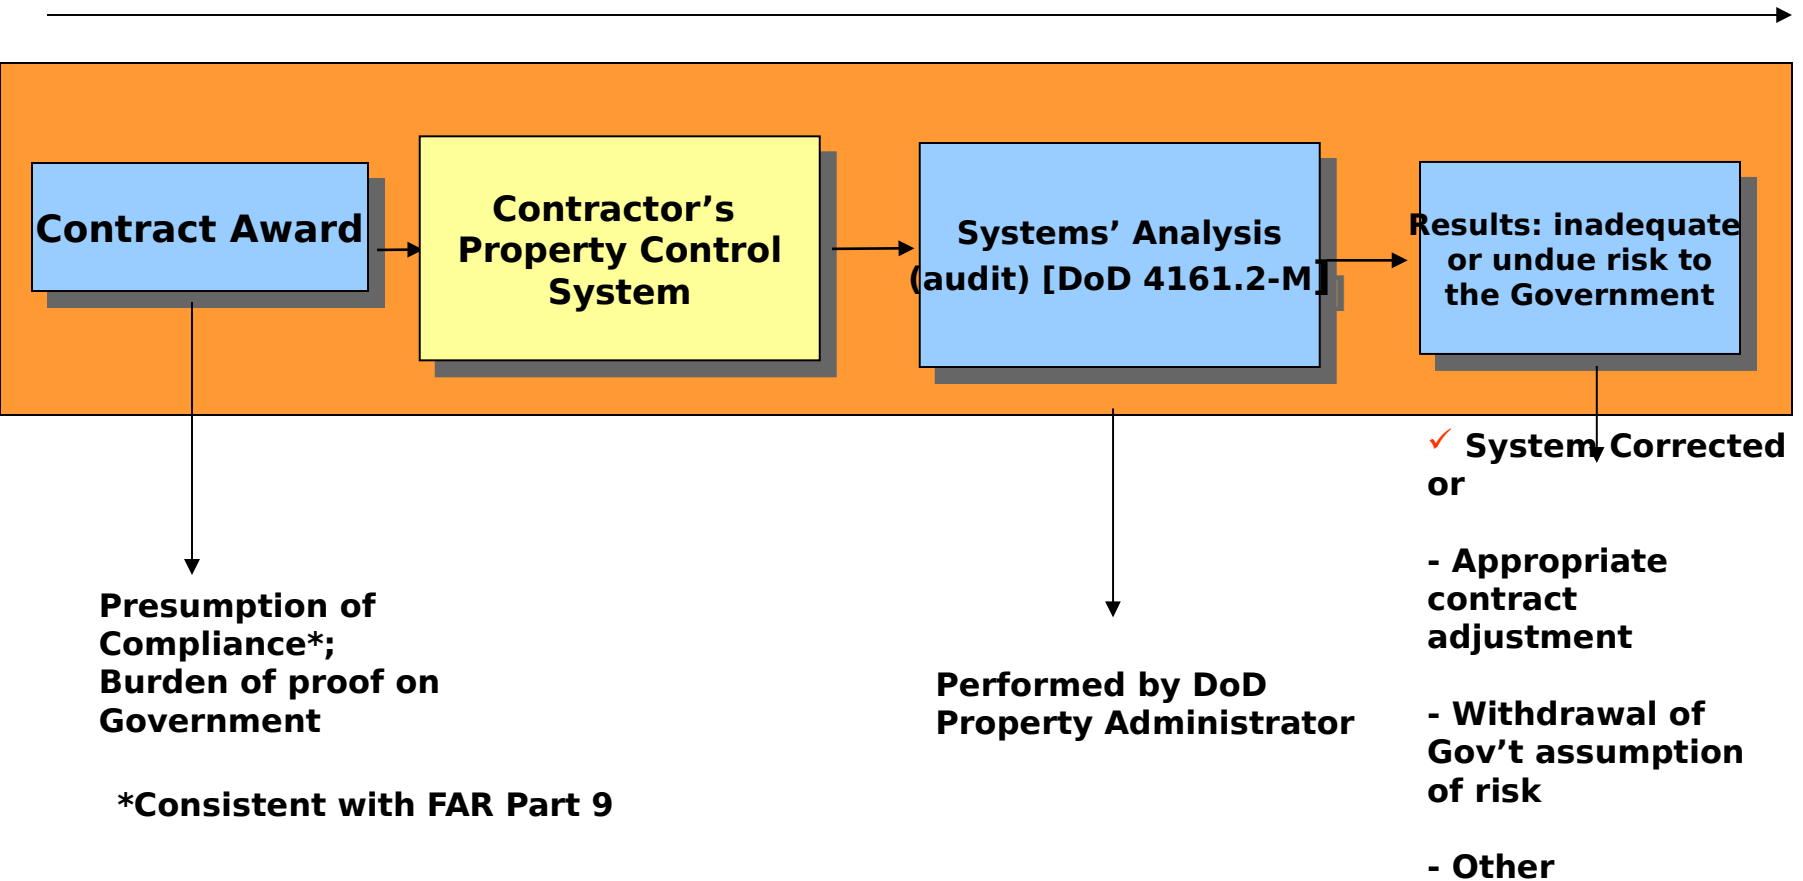 Contract Award
Contractor’s
Property Control
System
Systems’ Analysis
(audit) [DoD 4161.2-M]
Results: inadequate
or undue risk to
the Government
✓ System Corrected
or
- Appropriate
contract
adjustment
- Withdrawal of
Gov’t assumption
of risk
- Other
Presumption of
Compliance*;
Burden of proof on
Government
Performed by DoD
Property Administrator
*Consistent with FAR Part 9